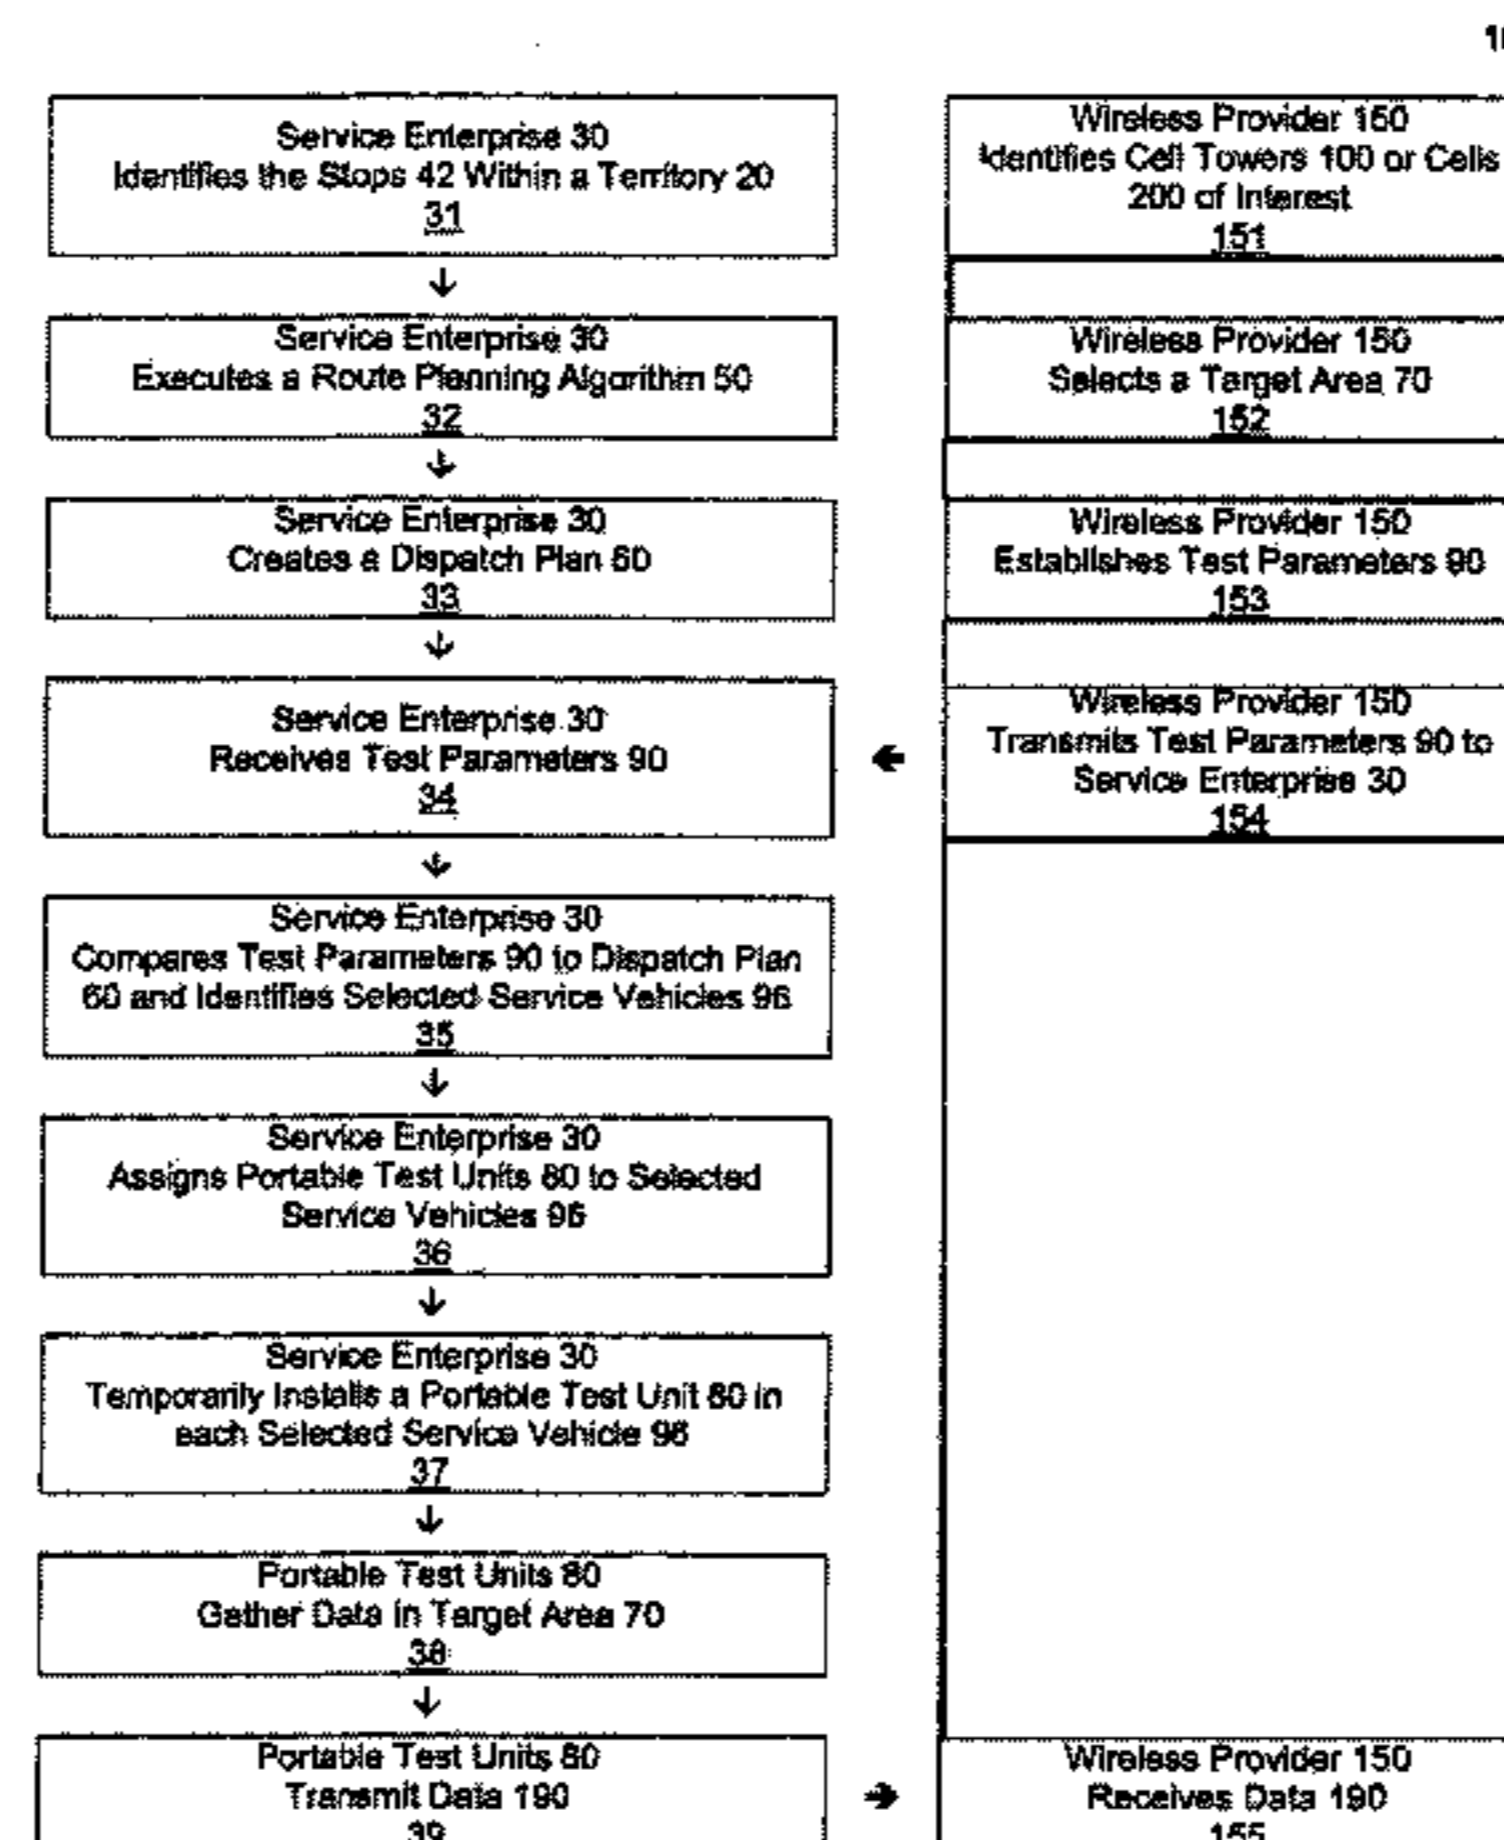 Service Enterprise 30
Identifies the Stops 42 Within a Territory 20
31
Service Enterprise 30
Executes a Route Planning Algorithm 50
32
Service Enterprise 30
Creates a Dispatch Plan 60
33
Service Enterprise 30
Receives Test Parameters 90
34
Service Enterprise 30
Compares Test Parameters 90 to Dispatch Plan
60 and Identifies Selected Service Vehicles 96
35
Service Enterprise 30
Assigns Portable Test Units 80 to Selected
Service Vehicles 96
36
Service Enterprise 30
Temporarily Installs a Portable Test Unit 80 in
each Selected Service Vehicle 96
37
Portable Test Units 80
Gather Data in Target Area 70
38
Portable Test Units 80
Transmit Data 190
39
Wireless Provider 150
Identifies Cell Towers 100 or Cells
200 of Interest
151
Wireless Provider 150
Selects a Target Area 70
152
Wireless Provider 150
Establishes Test Parameters 90
153
Wireless Provider 150
Transmits Test Parameters 90 to
Service Enterprise 30
154
Wireless Provider 150
Receives Data 190
155